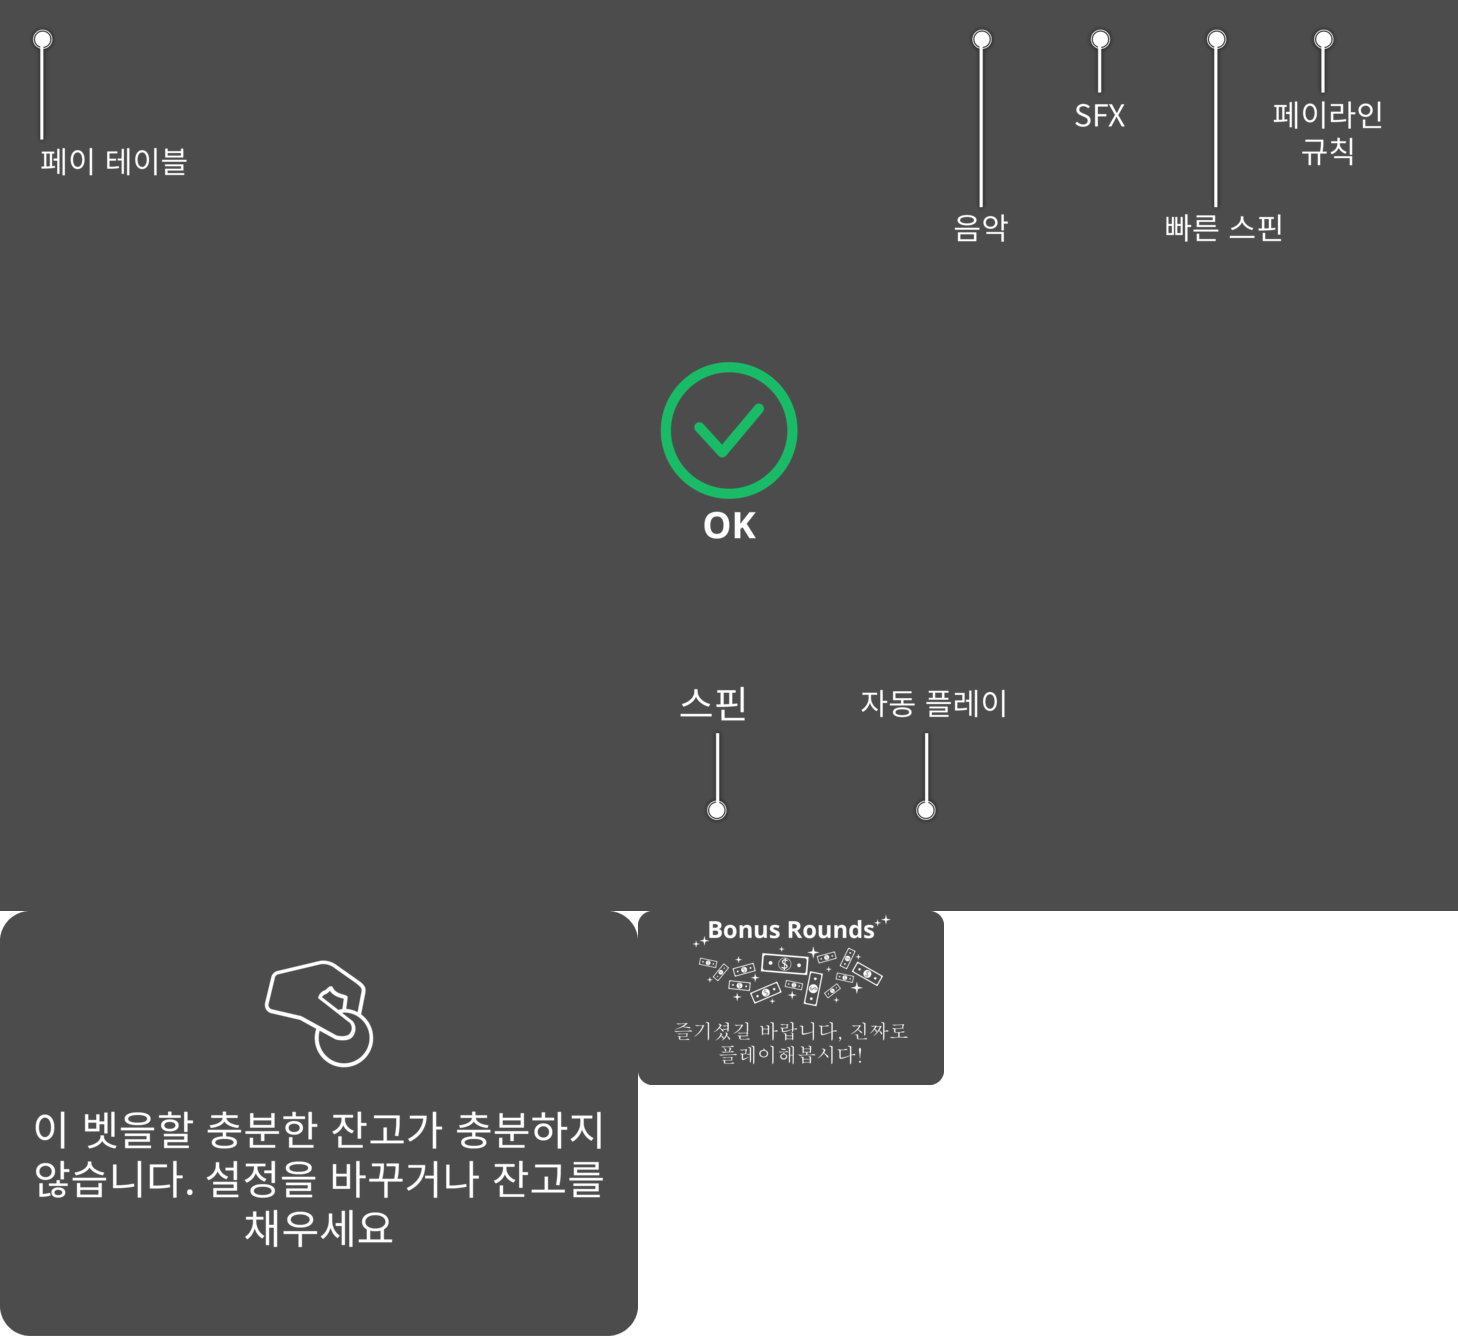 페이 테이블
음악
SFX
빠른 스핀
페이라인
규칙
OK
스핀
자동 플레이
이 벳을할 충분한 잔고가 충분하지
않습니다. 설정을 바꾸거나 잔고를
채우세요
Bonus Rounds
즐기셨길 바랍니다, 진짜로
플레이해봅시다!